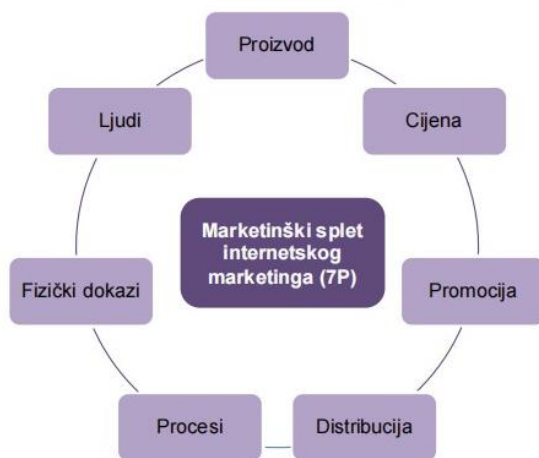 Proizvod
Cijena
Promocija
Distribucija
Procesi
Fizički dokazi
Ljudi
Marketinški splet
internetskog
marketinga (7P)